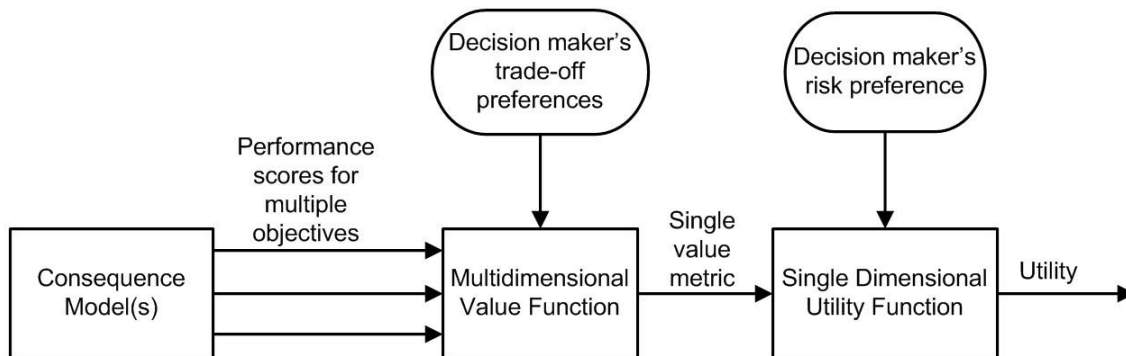 Decision maker's
trade-off
preferences
Decision maker's
risk preference
Performance
scores for
multiple
objectives
Single
value
metric
Consequence
Model(s)
Multidimensional
Value Function
Single Dimensional
Utility Function
Utility